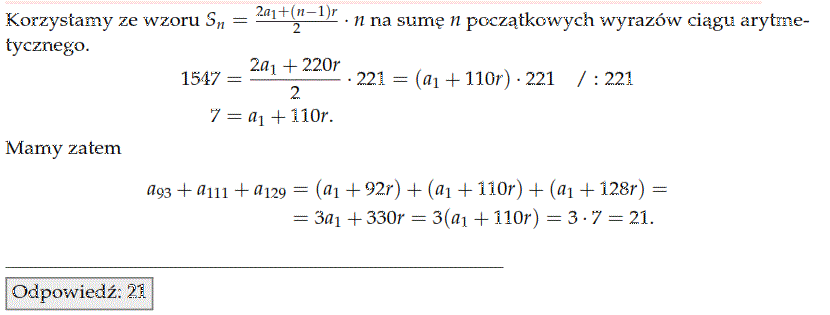 Korzystamy ze wzoru $S_n = \frac{2a_1+(n-1)r}{2} \cdot n$ na sumę $n$ początkowych wyrazów ciągu arytme-
tycznego.
$1547 = \frac{2a_1 + 220r}{2} \cdot 221 = (a_1 + 110r) \cdot 221 \quad / : 221$
$7 = a_1 + 110r.$
Mamy zatem
$a_{93} + a_{111} + a_{129} = (a_1 + 92r) + (a_1 + 110r) + (a_1 + 128r) =$
$= 3a_1 + 330r = 3(a_1 + 110r) = 3 \cdot 7 = 21.$
Odpowiedź: 21